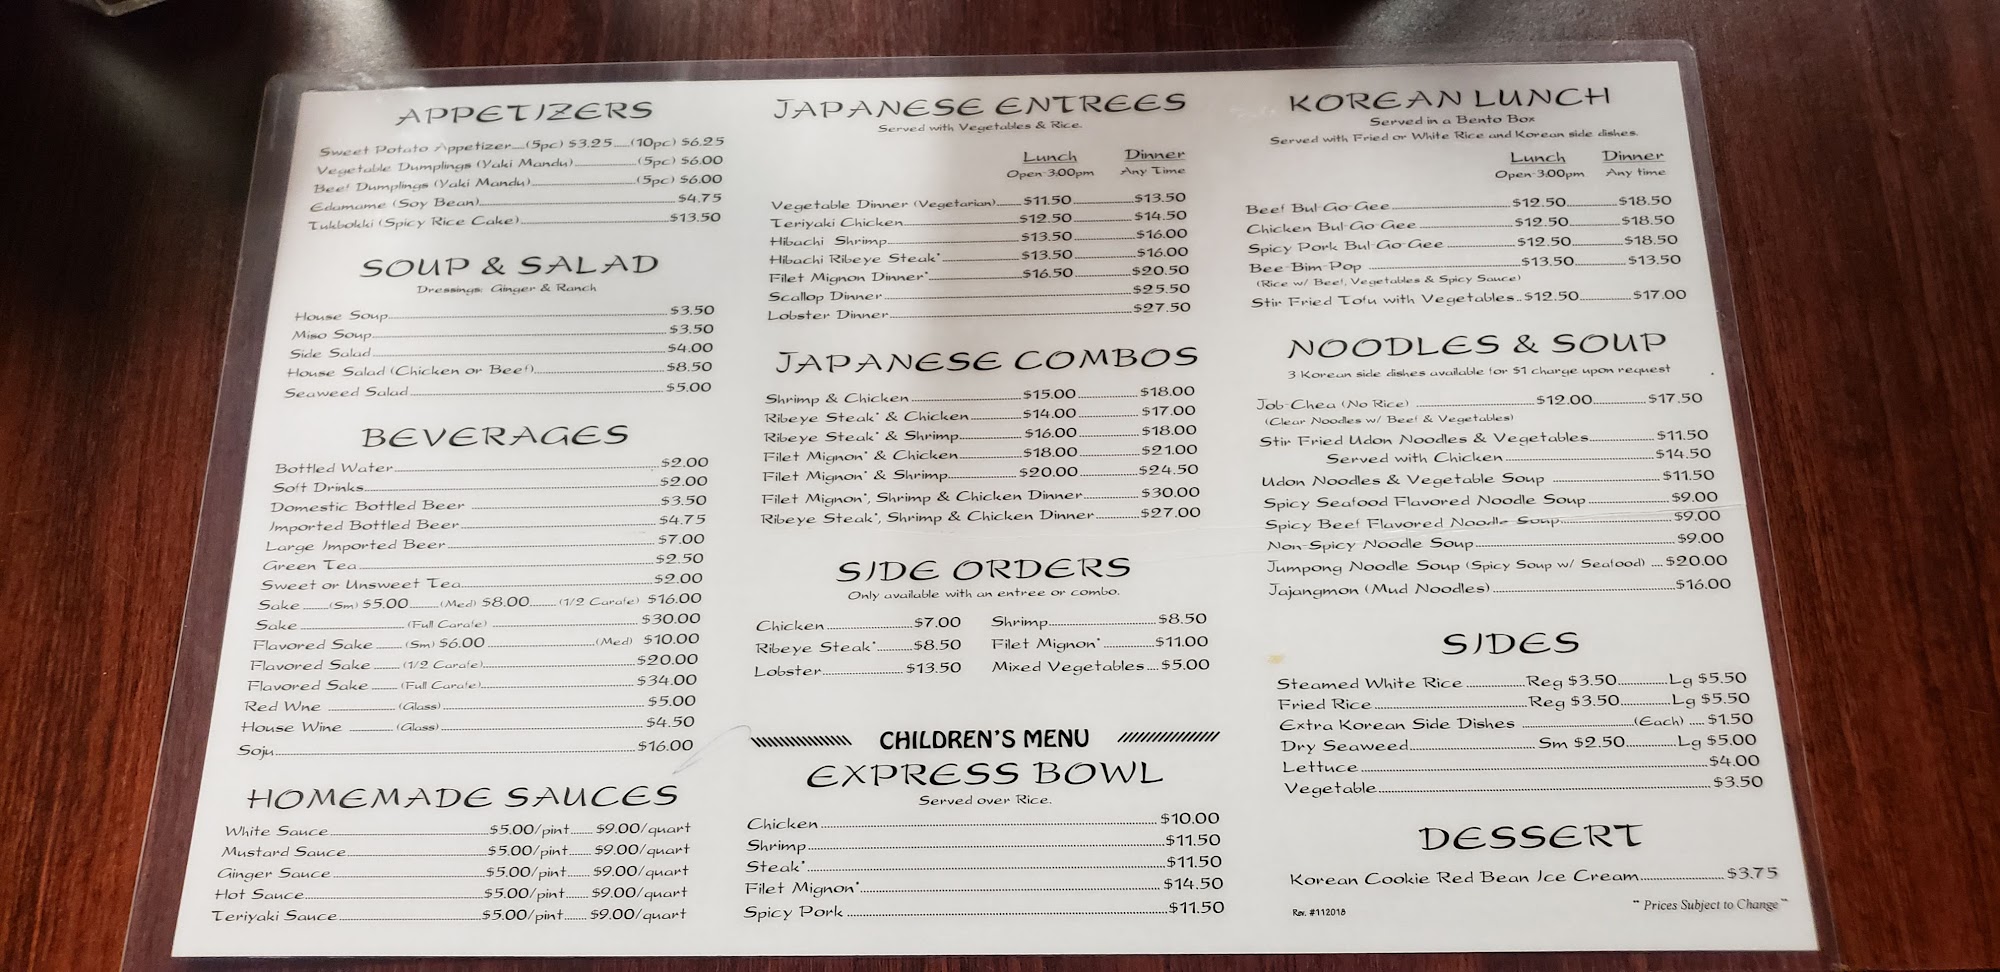 APPETIZERS
Sweet Potato Appetizer....(5pc) $3.25.....(10pc) $6.25
Vegetable Dumplings (Yaki Mandu)....(5pc) $6.00
Beef Dumplings (Yaki Mandu)....(5pc) $6.00
Edamame (Soy Bean)....$4.75
Tukbokki (Spicy Rice Cake)....$13.50
SOUP & SALAD
Dressings: Ginger & Ranch
House Soup....$3.50
Miso Soup....$3.50
Side Salad....$4.00
House Salad (Chicken or Beef)....$8.50
Seaweed Salad....$5.00
BEVERAGES
Bottled Water....$2.00
Soft Drinks....$2.00
Domestic Bottled Beer....$3.50
Imported Bottled Beer....$4.75
Large Imported Beer....$7.00
Green Tea....$2.50
Sweet or Unsweet Tea....$2.00
Sake....(Sm) $5.00....(Med) $8.00....(1/2 Carafe) $16.00
Sake....(Full Carafe)....$30.00
Flavored Sake....(Sm) $6.00....(Med) $10.00
Flavored Sake....(1/2 Carafe)....$20.00
Flavored Sake....(Full Carafe)....$34.00
Red Wne....(Glass)....$5.00
House Wine....(Glass)....$4.50
Soju....$16.00
HOMEMADE SAUCES
White Sauce....$5.00/pint....$9.00/quart
Mustard Sauce....$5.00/pint....$9.00/quart
Ginger Sauce....$5.00/pint....$9.00/quart
Hot Sauce....$5.00/pint....$9.00/quart
Teriyaki Sauce....$5.00/pint....$9.00/quart
JAPANESE ENTREES
Served with Vegetables & Rice.
Lunch Dinner
Open-3:00pm Any Time
Vegetable Dinner (Vegetarian)....$11.50....$13.50
Teriyaki Chicken....$12.50....$14.50
Hibachi Shrimp....$13.50....$16.00
Hibachi Ribeye Steak*....$13.50....$16.00
Filet Mignon Dinner*....$16.50....$20.50
Scallop Dinner....$25.50
Lobster Dinner....$27.50
JAPANESE COMBOS
Shrimp & Chicken....$15.00....$18.00
Ribeye Steak* & Chicken....$14.00....$17.00
Ribeye Steak* & Shrimp....$16.00....$18.00
Filet Mignon* & Chicken....$18.00....$21.00
Filet Mignon* & Shrimp....$20.00....$24.50
Filet Mignon*, Shrimp & Chicken Dinner....$30.00
Ribeye Steak*, Shrimp & Chicken Dinner....$27.00
SIDE ORDERS
Only available with an entree or combo.
Chicken....$7.00 Shrimp....$8.50
Ribeye Steak*....$8.50 Filet Mignon*....$11.00
Lobster....$13.50 Mixed Vegetables....$5.00
CHILDREN'S MENU
EXPRESS BOWL
Served over Rice.
Chicken....$10.00
Shrimp....$11.50
Steak*....$11.50
Filet Mignon*....$14.50
Spicy Pork....$11.50
KOREAN LUNCH
Served in a Bento Box
Served with Fried or White Rice and Korean side dishes.
Lunch Dinner
Open-3:00pm Any time
Beef Bul-Go-Gee....$12.50....$18.50
Chicken Bul-Go-Gee....$12.50....$18.50
Spicy Pork Bul-Go-Gee....$12.50....$18.50
Bee-Bim-Pop....$13.50....$13.50
(Rice w/ Beef, Vegetables & Spicy Sauce)
Stir Fried Tofu with Vegetables..$12.50....$17.00
NOODLES & SOUP
3 Korean side dishes available for $1 charge upon request
Job-Chea (No Rice)....$12.00....$17.50
(Clear Noodles w/ Beef & Vegetables)
Stir Fried Udon Noodles & Vegetables....$11.50
Served with Chicken....$14.50
Udon Noodles & Vegetable Soup....$11.50
Spicy Seafood Flavored Noodle Soup....$9.00
Spicy Beef Flavored Noodle Soup....$9.00
Non-Spicy Noodle Soup....$9.00
Jumpong Noodle Soup (Spicy Soup w/ Seafood)....$20.00
Jajangmon (Mud Noodles)....$16.00
SIDES
Steamed White Rice....Reg $3.50....Lg $5.50
Fried Rice....Reg $3.50....Lg $5.50
Extra Korean Side Dishes....(Each)....$1.50
Dry Seaweed....Sm $2.50....Lg $5.00
Lettuce....$4.00
Vegetable....$3.50
DESSERT
Korean Cookie Red Bean Ice Cream....$3.75
Rev. #112018
** Prices Subject to Change **